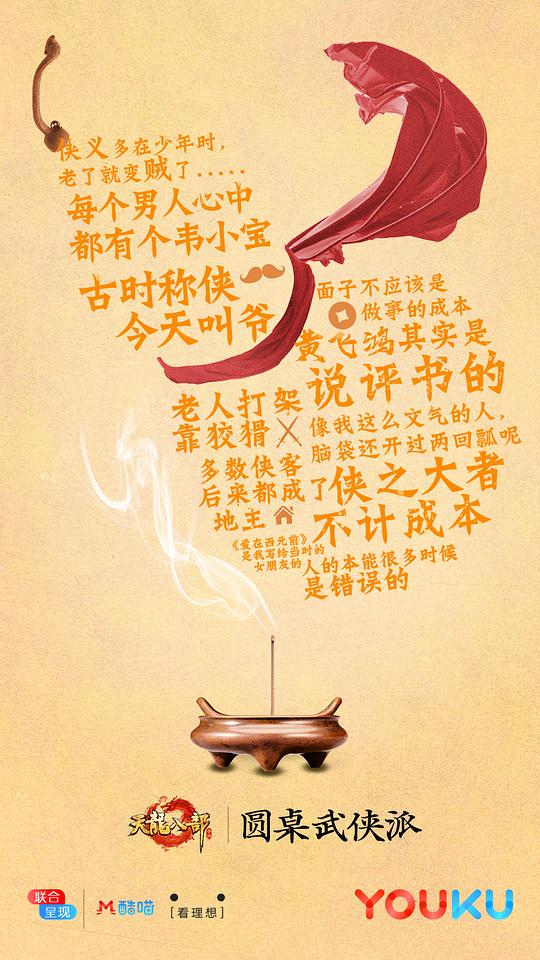 侠义多在少年时，
老了就变贼了.....
每个男人心中
都有个韦小宝
古时称侠
今天叫爷
面子不应该是
做事的成本
黄飞鸿其实是
说评书的
老人打架
靠狡猾
像我这么文气的人，
脑袋还开过两回瓢呢
多数侠客
后来都成了
地主
侠之大者
不计成本
《爱在西元前》
是我写给当时的
女朋友的
人的本能很多时候
是错误的
天龍八部
圆桌武侠派
联合
呈现
酷喵
[看理想]
YOUKU